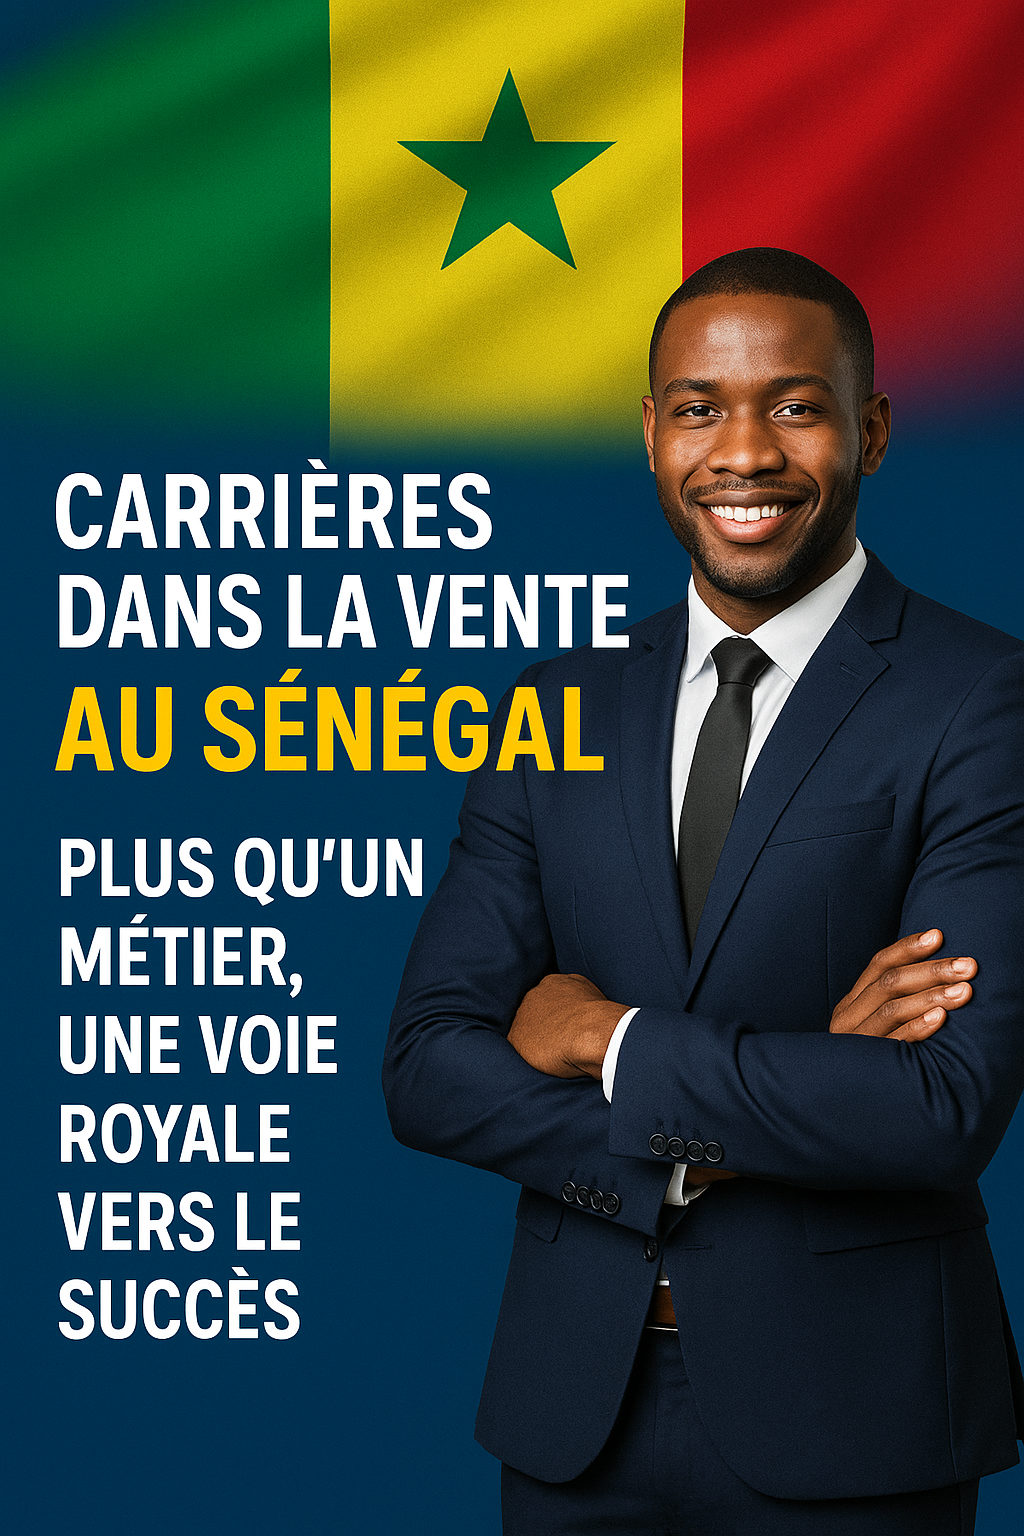 CARRIÈRES
DANS LA VENTE
AU SÉNÉGAL
PLUS QU'UN
MÉTIER,
UNE VOIE
ROYALE
VERS LE
SUCCÈS